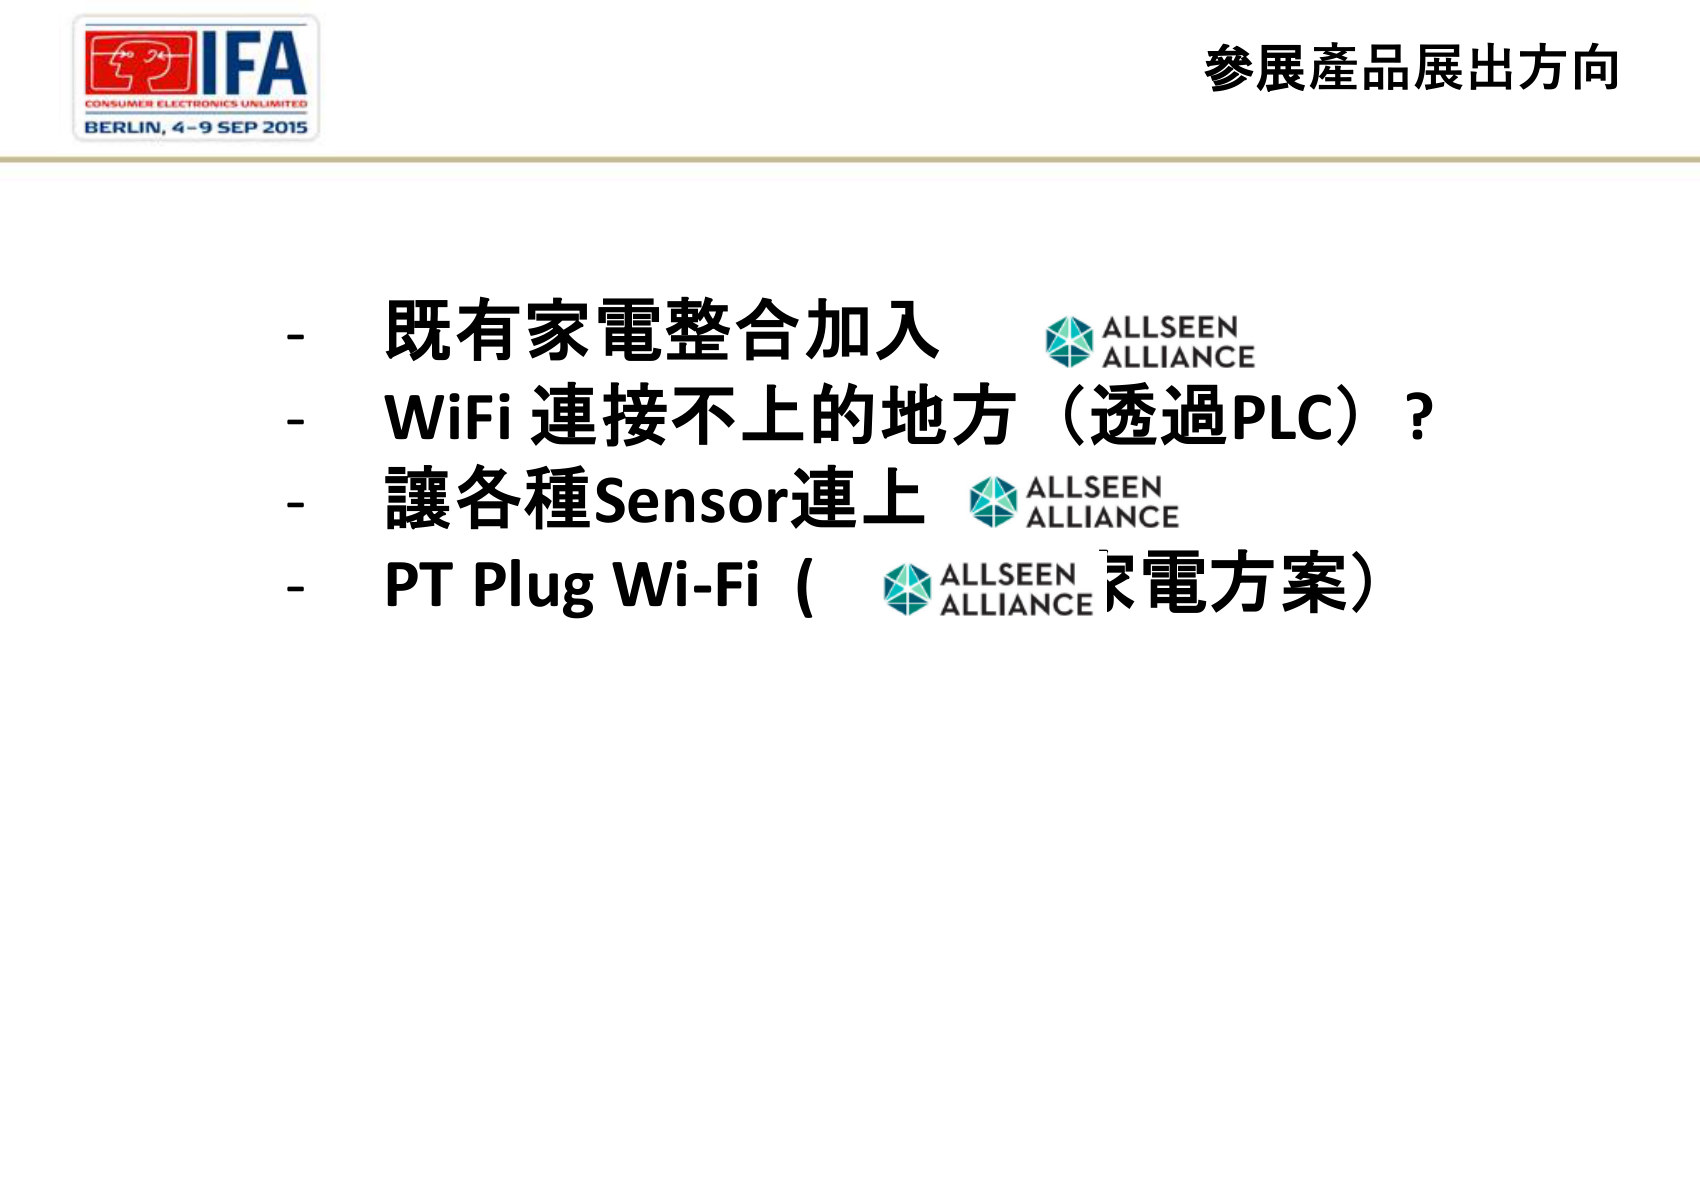 IFA
CONSUMER ELECTRONICS UNLIMITED
BERLIN, 4-9 SEP 2015
參展產品展出方向
- 既有家電整合加入 ALLSEEN ALLIANCE
- WiFi 連接不上的地方（透過PLC）?
- 讓各種Sensor連上 ALLSEEN ALLIANCE
- PT Plug Wi-Fi ( ALLSEEN ALLIANCE 家電方案）